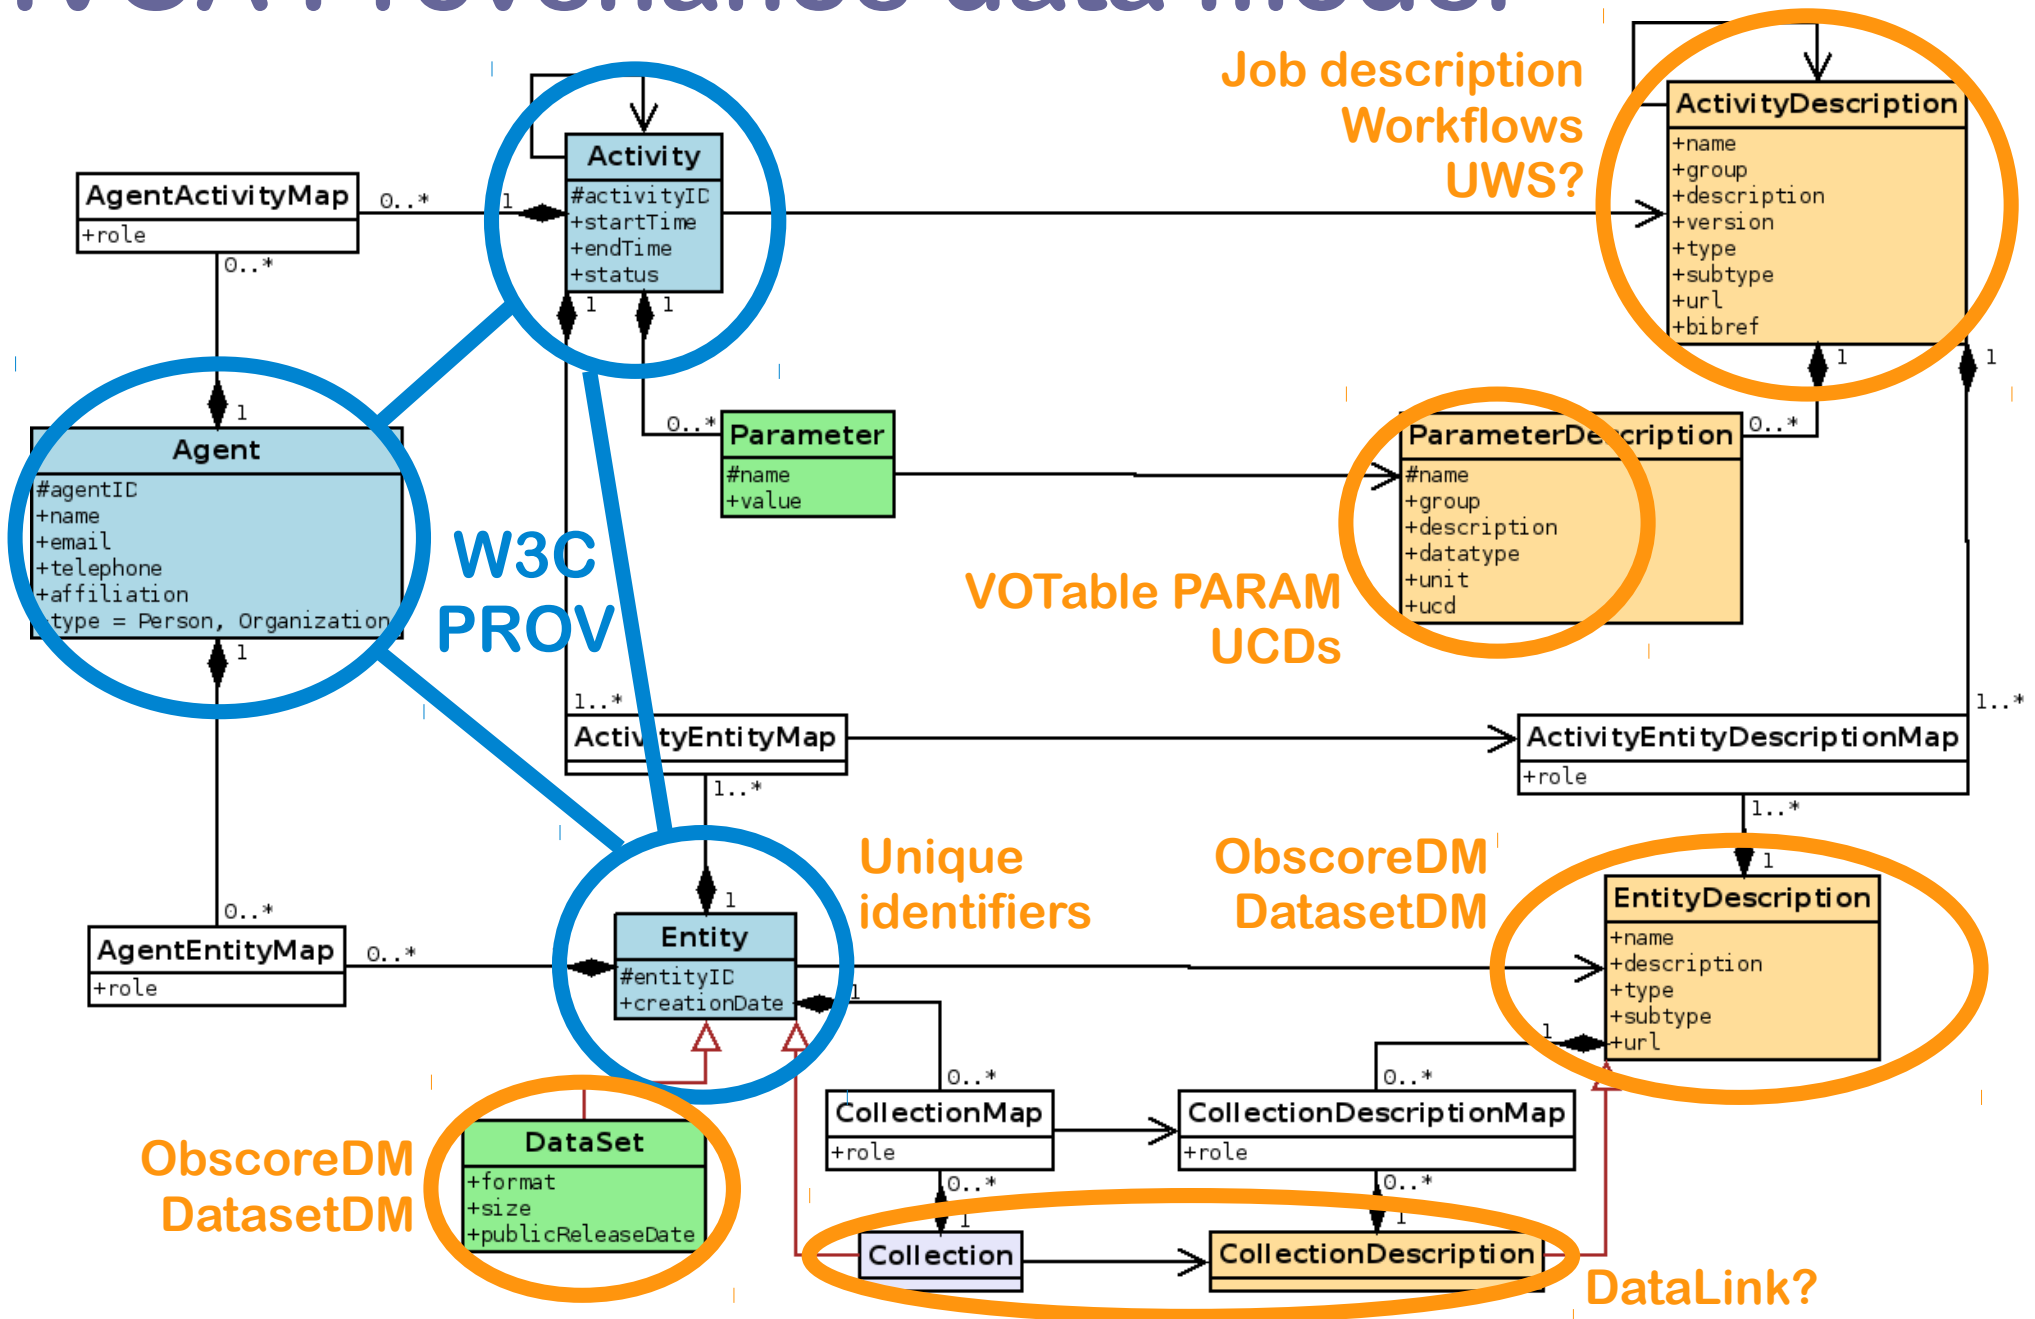 Provenance data model
Job description
Workflows
UWS?
ActivityDescription
+name
+group
+description
+version
+type
+subtype
+url
+bibref
1
1
Activity
#activityID
+startTime
+endTime
+status
1
1
1
AgentActivityMap
+role
0..*
0..*
1
Agent
#agentID
+name
+email
+telephone
+affiliation
+type = Person, Organization
1
W3C
PROV
0..*
Parameter
#name
+value
VOTable PARAM
UCDs
ParameterDescription
#name
+group
+description
+datatype
+unit
+ucd
0..*
1..*
ActivityEntityMap
1..*
1..*
ActivityEntityDescriptionMap
+role
1..*
1
Unique
identifiers
ObscoreDM
DatasetDM
EntityDescription
+name
+description
+type
+subtype
+url
1
0..*
AgentEntityMap
+role
0..*
1
Entity
#entityID
+creationDate
1
0..*
CollectionMap
+role
0..*
1
0..*
CollectionDescriptionMap
+role
0..*
1
ObscoreDM
DatasetDM
DataSet
+format
+size
+publicReleaseDate
Collection
CollectionDescription
DataLink?